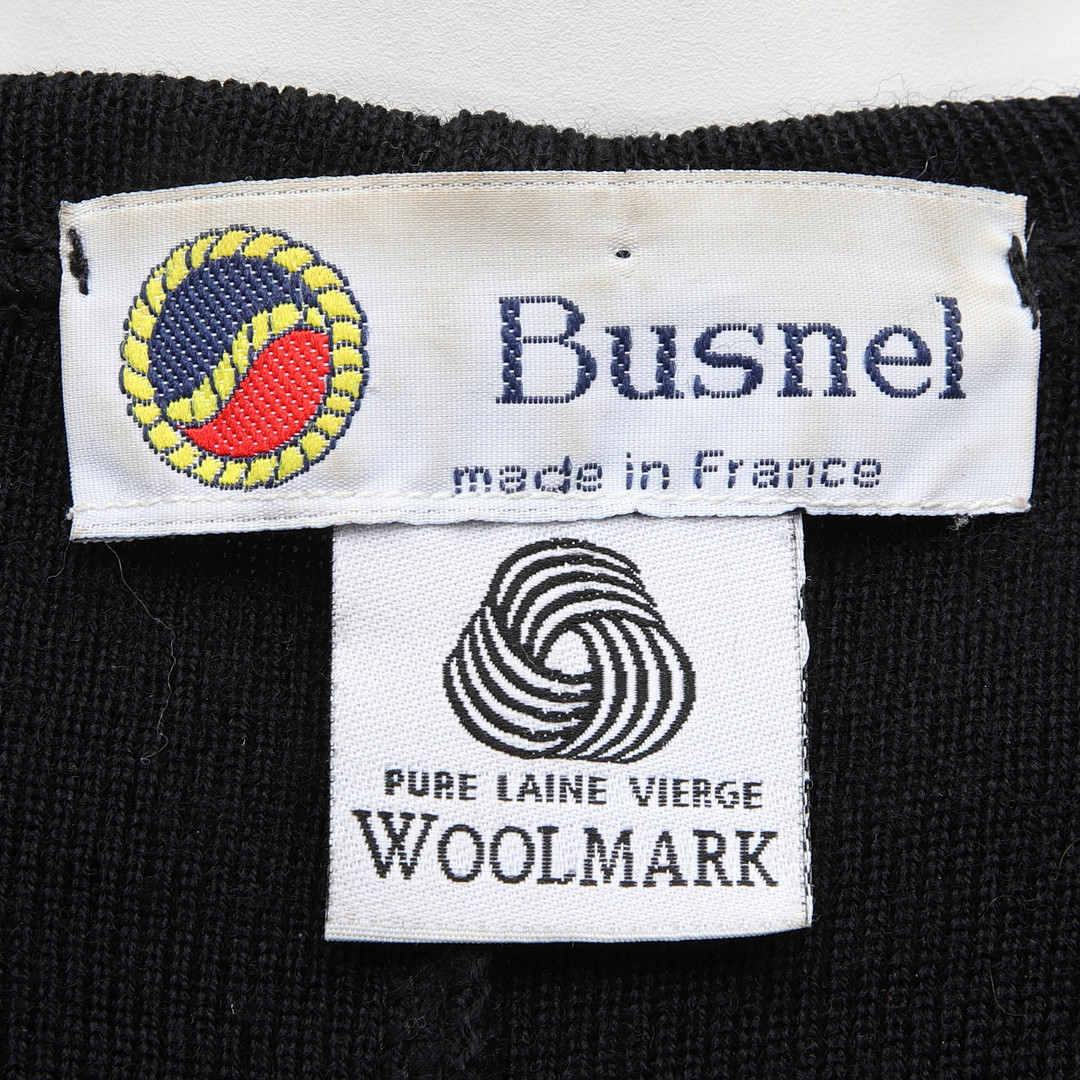 Busnel
made in France
PURE LAINE VIERGE
WOOLMARK